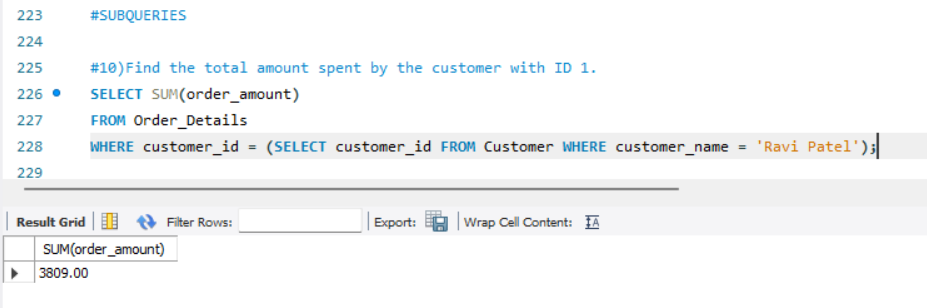 223 #SUBQUERIES
224
225 #10)Find the total amount spent by the customer with ID 1.
226 SELECT SUM(order_amount)
227 FROM Order_Details
228 WHERE customer_id = (SELECT customer_id FROM Customer WHERE customer_name = 'Ravi Patel');
229
Result Grid Filter Rows: Export: Wrap Cell Content:
SUM(order_amount)
3809.00